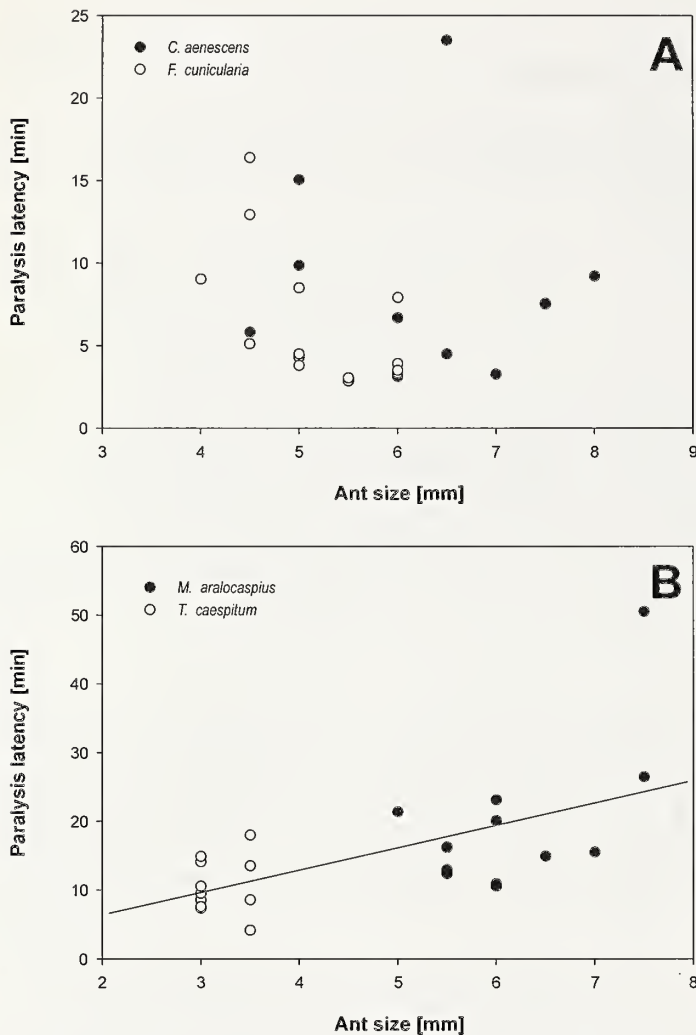 25
20
15
10
5
0
Paralysis latency [min]
C. aenescens
F. cunicularia
A
3 4 5 6 7 8 9
Ant size [mm]
60
50
40
30
20
10
0
Paralysis latency [min]
M. aralocaspius
T. caespitum
B
2 3 4 5 6 7 8
Ant size [mm]